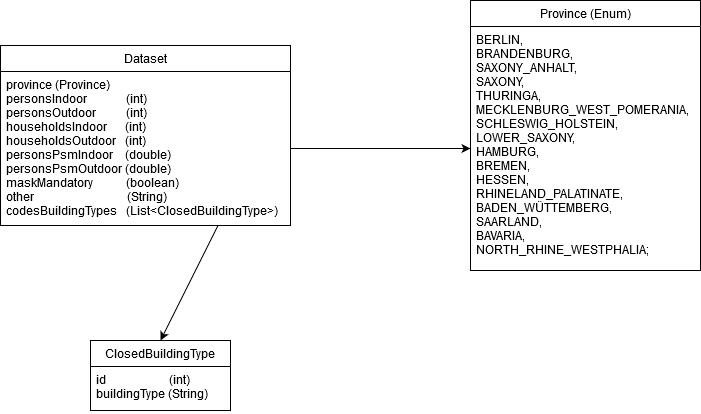 Province (Enum)
BERLIN,
BRANDENBURG,
SAXONY_ANHALT,
SAXONY,
THURINGA,
MECKLENBURG_WEST_POMERANIA,
SCHLESWIG_HOLSTEIN,
LOWER_SAXONY,
HAMBURG,
BREMEN,
HESSEN,
RHINELAND_PALATINATE,
BADEN_WÜTTEMBERG,
SAARLAND,
BAVARIA,
NORTH_RHINE_WESTPHALIA;
Dataset
province (Province)
personsIndoor (int)
personsOutdoor (int)
householdsIndoor (int)
householdsOutdoor (int)
personsPsmIndoor (double)
personsPsmOutdoor (double)
maskMandatory (boolean)
other (String)
codesBuildingTypes (List<ClosedBuildingType>)
ClosedBuildingType
id (int)
buildingType (String)